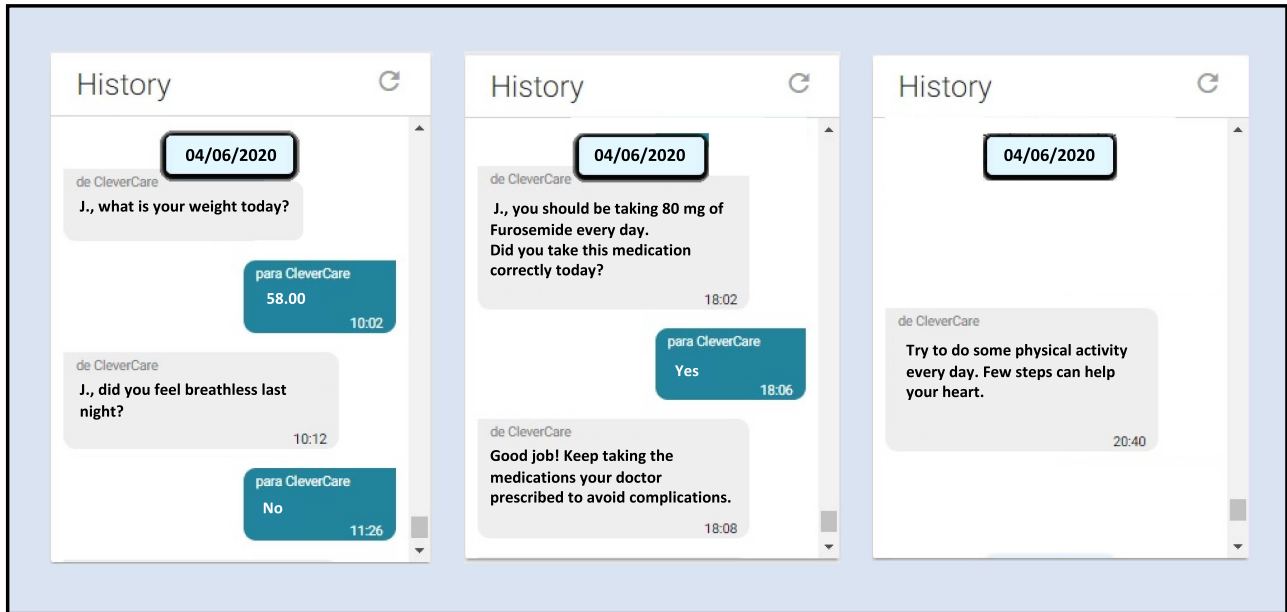 History
04/06/2020
de CleverCare
J., what is your weight today?
para CleverCare
58.00
10:02
de CleverCare
J., did you feel breathless last
night?
10:12
para CleverCare
No
11:26
History
04/06/2020
de CleverCare
J., you should be taking 80 mg of
Furosemide every day.
Did you take this medication
correctly today?
18:02
para CleverCare
Yes
18:06
de CleverCare
Good job! Keep taking the
medications your doctor
prescribed to avoid complications.
18:08
History
04/06/2020
de CleverCare
Try to do some physical activity
every day. Few steps can help
your heart.
20:40